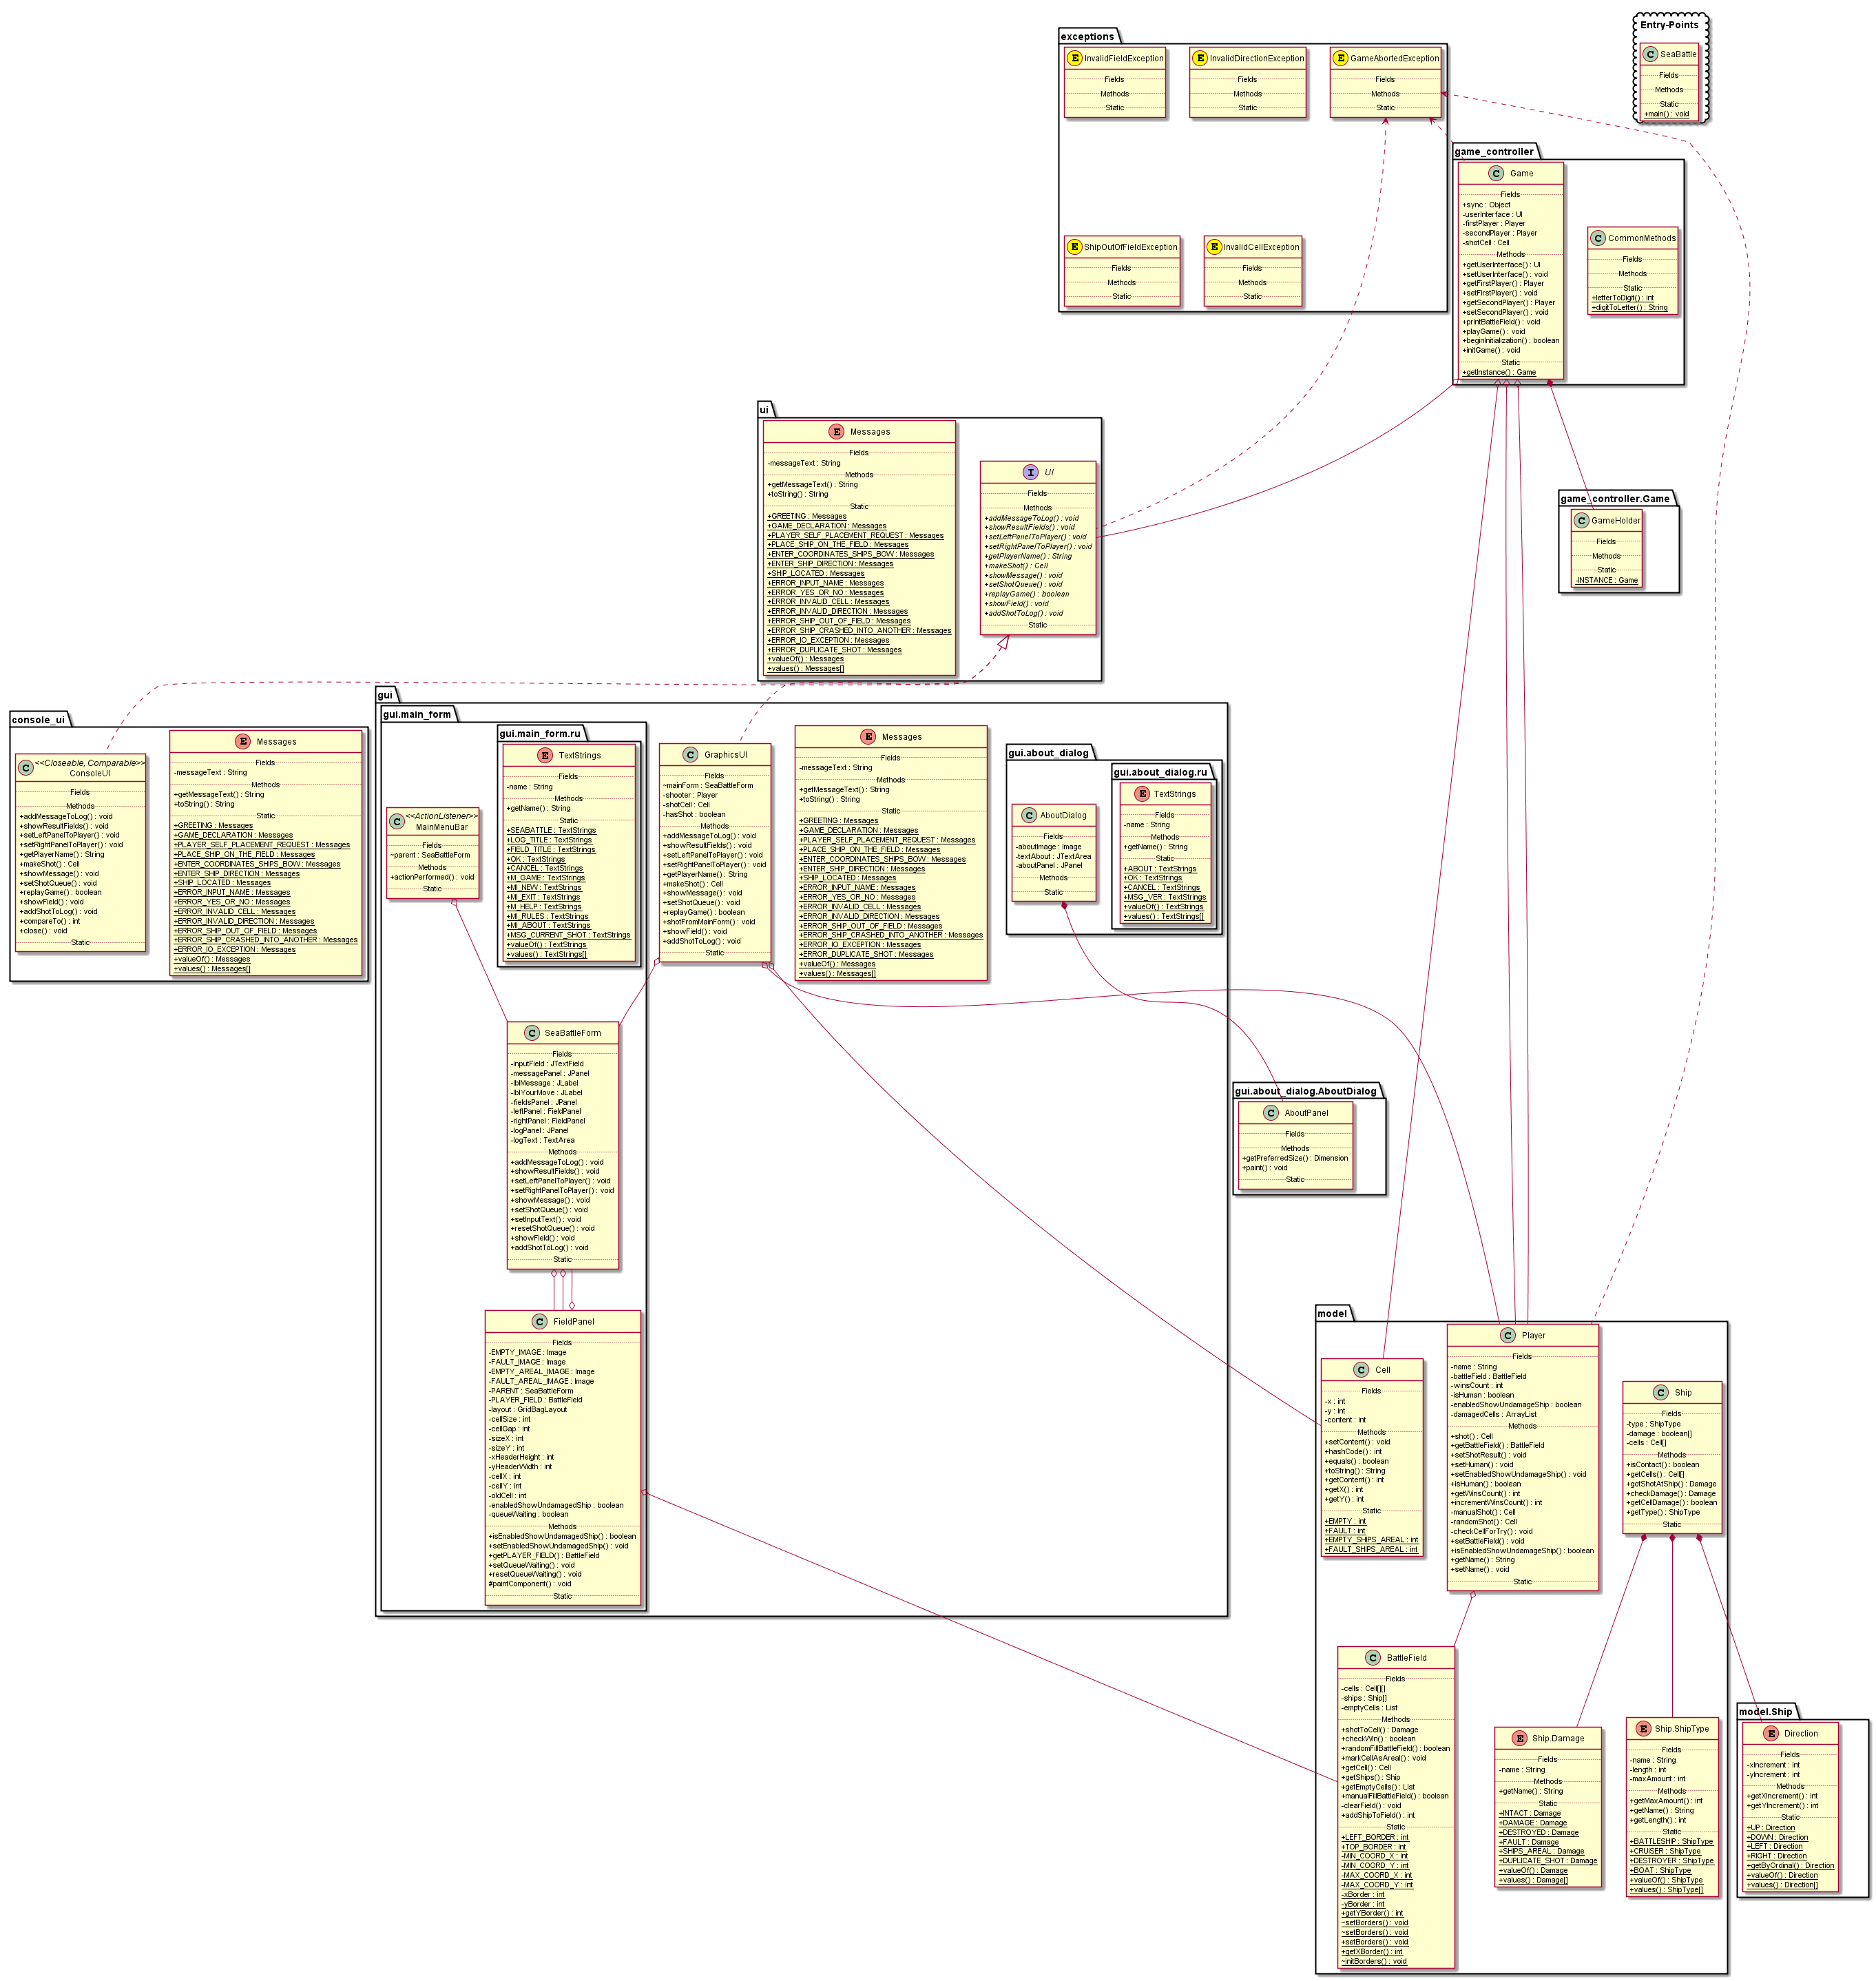 Entry-Points
SeaBattle
Fields
Methods
Static
+main() : void
exceptions
InvalidFieldException
Fields
Methods
Static
InvalidDirectionException
Fields
Methods
Static
GameAbortedException
Fields
Methods
Static
ShipOutOfFieldException
Fields
Methods
Static
InvalidCellException
Fields
Methods
Static
game_controller
Game
Fields
+sync : Object
-userInterface : UI
-firstPlayer : Player
-secondPlayer : Player
-shotCell : Cell
Methods
+getUserInterface() : UI
+setUserInterface() : void
+getFirstPlayer() : Player
+setFirstPlayer() : void
+getSecondPlayer() : Player
+setSecondPlayer() : void
+printBattleField() : void
+playGame() : void
+beginInitialization() : boolean
+initGame() : void
Static
+getInstance() : Game
CommonMethods
Fields
Methods
Static
+letterToDigit() : int
+digitToLetter() : String
ui
Messages
Fields
-messageText : String
Methods
+getMessageText() : String
+toString() : String
Static
+GREETING : Messages
+GAME_DECLARATION : Messages
+PLAYER_SELF_PLACEMENT_REQUEST : Messages
+PLACE_SHIP_ON_THE_FIELD : Messages
+ENTER_COORDINATES_SHIPS_BOW : Messages
+ENTER_SHIP_DIRECTION : Messages
+SHIP_LOCATED : Messages
+ERROR_INPUT_NAME : Messages
+ERROR_YES_OR_NO : Messages
+ERROR_INVALID_CELL : Messages
+ERROR_INVALID_DIRECTION : Messages
+ERROR_SHIP_OUT_OF_FIELD : Messages
+ERROR_SHIP_CRASHED_INTO_ANOTHER : Messages
+ERROR_IO_EXCEPTION : Messages
+ERROR_DUPLICATE_SHOT : Messages
+valueOf() : Messages
+values() : Messages[]
UI
Fields
Methods
+addMessageToLog() : void
+showResultFields() : void
+setLeftPanelToPlayer() : void
+setRightPanelToPlayer() : void
+getPlayerName() : String
+makeShot() : Cell
+showMessage() : void
+setShotQueue() : void
+replayGame() : boolean
+showField() : void
+addShotToLog() : void
Static
game_controller.Game
GameHolder
Fields
Methods
Static
-INSTANCE : Game
console_ui
<<Closeable, Comparable>>
ConsoleUI
Fields
Methods
+addMessageToLog() : void
+showResultFields() : void
+setLeftPanelToPlayer() : void
+setRightPanelToPlayer() : void
+getPlayerName() : String
+makeShot() : Cell
+showMessage() : void
+setShotQueue() : void
+replayGame() : boolean
+showField() : void
+addShotToLog() : void
+compareTo() : int
+close() : void
Static
Messages
Fields
-messageText : String
Methods
+getMessageText() : String
+toString() : String
Static
+GREETING : Messages
+GAME_DECLARATION : Messages
+PLAYER_SELF_PLACEMENT_REQUEST : Messages
+PLACE_SHIP_ON_THE_FIELD : Messages
+ENTER_COORDINATES_SHIPS_BOW : Messages
+ENTER_SHIP_DIRECTION : Messages
+SHIP_LOCATED : Messages
+ERROR_INPUT_NAME : Messages
+ERROR_YES_OR_NO : Messages
+ERROR_INVALID_CELL : Messages
+ERROR_INVALID_DIRECTION : Messages
+ERROR_SHIP_OUT_OF_FIELD : Messages
+ERROR_SHIP_CRASHED_INTO_ANOTHER : Messages
+ERROR_IO_EXCEPTION : Messages
+valueOf() : Messages
+values() : Messages[]
gui
gui.main_form
<<ActionListener>>
MainMenuBar
Fields
~parent : SeaBattleForm
Methods
+actionPerformed() : void
Static
gui.main_form.ru
TextStrings
Fields
-name : String
Methods
+getName() : String
Static
+SEABATTLE : TextStrings
+LOG_TITLE : TextStrings
+FIELD_TITLE : TextStrings
+OK : TextStrings
+CANCEL : TextStrings
+M_GAME : TextStrings
+MI_NEW : TextStrings
+MI_EXIT : TextStrings
+M_HELP : TextStrings
+MI_RULES : TextStrings
+MI_ABOUT : TextStrings
+MSG_CURRENT_SHOT : TextStrings
+valueOf() : TextStrings
+values() : TextStrings[]
GraphicsUI
Fields
~mainForm : SeaBattleForm
-shooter : Player
-shotCell : Cell
-hasShot : boolean
Methods
+addMessageToLog() : void
+showResultFields() : void
+setLeftPanelToPlayer() : void
+setRightPanelToPlayer() : void
+getPlayerName() : String
+makeShot() : Cell
+showMessage() : void
+setShotQueue() : void
+replayGame() : boolean
+shotFromMainForm() : void
+showField() : void
+addShotToLog() : void
Static
Messages
Fields
-messageText : String
Methods
+getMessageText() : String
+toString() : String
Static
+GREETING : Messages
+GAME_DECLARATION : Messages
+PLAYER_SELF_PLACEMENT_REQUEST : Messages
+PLACE_SHIP_ON_THE_FIELD : Messages
+ENTER_COORDINATES_SHIPS_BOW : Messages
+ENTER_SHIP_DIRECTION : Messages
+SHIP_LOCATED : Messages
+ERROR_INPUT_NAME : Messages
+ERROR_YES_OR_NO : Messages
+ERROR_INVALID_CELL : Messages
+ERROR_INVALID_DIRECTION : Messages
+ERROR_SHIP_OUT_OF_FIELD : Messages
+ERROR_SHIP_CRASHED_INTO_ANOTHER : Messages
+ERROR_IO_EXCEPTION : Messages
+ERROR_DUPLICATE_SHOT : Messages
+valueOf() : Messages
+values() : Messages[]
gui.about_dialog
AboutDialog
Fields
-aboutImage : Image
-textAbout : JTextArea
-aboutPanel : JPanel
Methods
Static
gui.about_dialog.ru
TextStrings
Fields
-name : String
Methods
+getName() : String
Static
+ABOUT : TextStrings
+OK : TextStrings
+CANCEL : TextStrings
+MSG_VER : TextStrings
+valueOf() : TextStrings
+values() : TextStrings[]
SeaBattleForm
Fields
-inputField : JTextField
-messagePanel : JPanel
-lblMessage : JLabel
-lblYourMove : JLabel
-fieldsPanel : JPanel
-leftPanel : FieldPanel
-rightPanel : FieldPanel
-logPanel : JPanel
-logText : TextArea
Methods
+addMessageToLog() : void
+showResultFields() : void
+setLeftPanelToPlayer() : void
+setRightPanelToPlayer() : void
+showMessage() : void
+setShotQueue() : void
+setInputText() : void
+resetShotQueue() : void
+showField() : void
+addShotToLog() : void
Static
gui.about_dialog.AboutDialog
AboutPanel
Fields
Methods
+getPreferredSize() : Dimension
+paint() : void
Static
FieldPanel
Fields
-EMPTY_IMAGE : Image
-FAULT_IMAGE : Image
-EMPTY_AREAL_IMAGE : Image
-FAULT_AREAL_IMAGE : Image
-PARENT : SeaBattleForm
-PLAYER_FIELD : BattleField
-layout : GridBagLayout
-cellSize : int
-cellGap : int
-sizeX : int
-sizeY : int
-xHeaderHeight : int
-yHeaderWidth : int
-cellX : int
-cellY : int
-oldCell : int
-enabledShowUndamagedShip : boolean
-queueWaiting : boolean
Methods
+isEnabledShowUndamagedShip() : boolean
+setEnabledShowUndamagedShip() : void
+getPLAYER_FIELD() : BattleField
+setQueueWaiting() : void
+resetQueueWaiting() : void
#paintComponent() : void
Static
model
Cell
Fields
-x : int
-y : int
-content : int
Methods
+setContent() : void
+hashCode() : int
+equals() : boolean
+toString() : String
+getContent() : int
+getX() : int
+getY() : int
Static
+EMPTY : int
+FAULT : int
+EMPTY_SHIPS_AREAL : int
+FAULT_SHIPS_AREAL : int
Player
Fields
-name : String
-battleField : BattleField
-winsCount : int
-isHuman : boolean
-enabledShowUndamageShip : boolean
-damagedCells : ArrayList
Methods
+shot() : Cell
+getBattleField() : BattleField
+setShotResult() : void
+setHuman() : void
+setEnabledShowUndamageShip() : void
+isHuman() : boolean
+getWinsCount() : int
+incrementWinsCount() : int
-manualShot() : Cell
-randomShot() : Cell
-checkCellForTry() : void
+setBattleField() : void
+isEnabledShowUndamageShip() : boolean
+getName() : String
+setName() : void
Static
Ship
Fields
-type : ShipType
-damage : boolean[]
-cells : Cell[]
Methods
+isContact() : boolean
+getCells() : Cell[]
+gotShotAtShip() : Damage
+checkDamage() : Damage
+getCellDamage() : boolean
+getType() : ShipType
Static
BattleField
Fields
-cells : Cell[][]
-ships : Ship[]
-emptyCells : List
Methods
+shotToCell() : Damage
+checkWin() : boolean
+randomFillBattleField() : boolean
+markCellAsAreal() : void
+getCell() : Cell
+getShips() : Ship
+getEmptyCells() : List
+manualFillBattleField() : boolean
-clearField() : void
+addShipToField() : int
Static
+LEFT_BORDER : int
+TOP_BORDER : int
-MIN_COORD_X : int
-MIN_COORD_Y : int
-MAX_COORD_X : int
-MAX_COORD_Y : int
-xBorder : int
-yBorder : int
+getYBorder() : int
~setBorders() : void
~setBorders() : void
+setBorders() : void
+getXBorder() : int
~initBorders() : void
Ship.Damage
Fields
-name : String
Methods
+getName() : String
Static
+INTACT : Damage
+DAMAGE : Damage
+DESTROYED : Damage
+FAULT : Damage
+SHIPS_AREAL : Damage
+DUPLICATE_SHOT : Damage
+valueOf() : Damage
+values() : Damage[]
Ship.ShipType
Fields
-name : String
-length : int
-maxAmount : int
Methods
+getMaxAmount() : int
+getName() : String
+getLength() : int
Static
+BATTLESHIP : ShipType
+CRUISER : ShipType
+DESTROYER : ShipType
+BOAT : ShipType
+valueOf() : ShipType
+values() : ShipType[]
model.Ship
Direction
Fields
-xIncrement : int
-yIncrement : int
Methods
+getXIncrement() : int
+getYIncrement() : int
Static
+UP : Direction
+DOWN : Direction
+LEFT : Direction
+RIGHT : Direction
+getByOrdinal() : Direction
+valueOf() : Direction
+values() : Direction[]